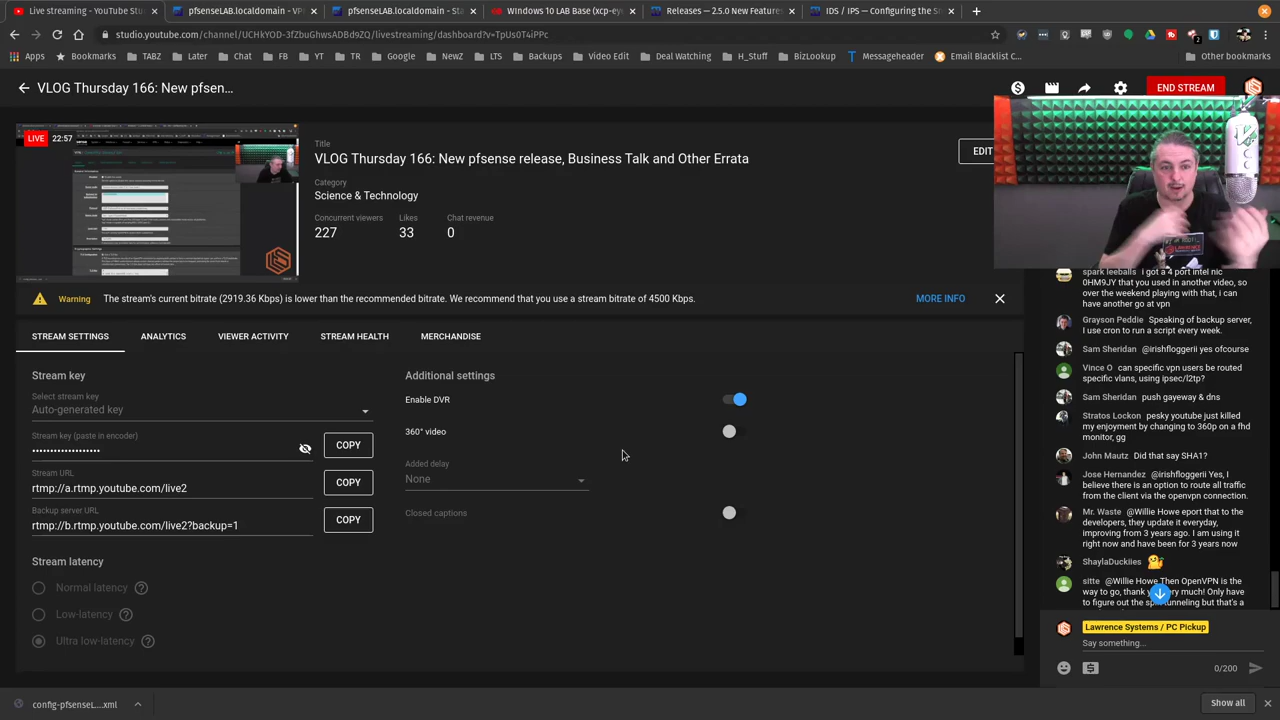 Live streaming - YouTube Stu
pfsenseLAB.localdomain - VP
pfsenseLAB.localdomain - Sta
Windows 10 LAB Base (xcp-eye
Releases — 2.5.0 New Features
IDS / IPS — Configuring the Sn
studio.youtube.com/channel/UCHkYOD-3fZbuGhwsADBd9ZQ/livestreaming/dashboard?v=TpUs0T4iPPc
Apps
Bookmarks
TABZ
Later
Chat
FB
YT
TR
Google
NewZ
LTS
Backups
Video Edit
Deal Watching
H_Stuff
BizLookup
Messageheader
Email Blacklist C...
Other bookmarks
VLOG Thursday 166: New pfsen...
END STREAM
LIVE
22:57
Title
VLOG Thursday 166: New pfsense release, Business Talk and Other Errata
EDIT
Category
Science & Technology
Concurrent viewers
Likes
Chat revenue
227
33
0
Warning
The stream's current bitrate (2919.36 Kbps) is lower than the recommended bitrate. We recommend that you use a stream bitrate of 4500 Kbps.
MORE INFO
STREAM SETTINGS
ANALYTICS
VIEWER ACTIVITY
STREAM HEALTH
MERCHANDISE
Stream key
Select stream key
Auto-generated key
Stream key (paste in encoder)
••••••••••••••••••
COPY
Stream URL
rtmp://a.rtmp.youtube.com/live2
COPY
Backup server URL
rtmp://b.rtmp.youtube.com/live2?backup=1
COPY
Stream latency
Normal latency
Low-latency
Ultra low-latency
Additional settings
Enable DVR
360° video
Added delay
None
Closed captions
spark leeballs i got a 4 port intel nic
0HM9JY that you used in another video, so
over the weekend playing with that, i can
have another go at vpn
Grayson Peddie Speaking of backup server,
I use cron to run a script every week.
Sam Sheridan @irishfloggerii yes ofcourse
Vince O can specific vpn users be routed
specific vlans, using ipsec/l2tp?
Sam Sheridan push gayeway & dns
Stratos Lockon pesky youtube just killed
my enjoyment by changing to 360p on a fhd
monitor, gg
John Mautz Did that say SHA1?
Jose Hernandez @irishfloggerii Yes, I
believe there is an option to route all traffic
from the client via the openvpn connection.
Mr. Waste @Willie Howe eport that to the
developers, they update it everyday,
improving from 3 years ago. I am using it
right now and have been for 3 years now
ShaylaDuckiies
sitte @Willie Howe Then OpenVPN is the
way to go, thank very much! Only have
to figure out the split tunneling but that's a
Lawrence Systems / PC Pickup
Say something...
0/200
config-pfsenseL....xml
Show all